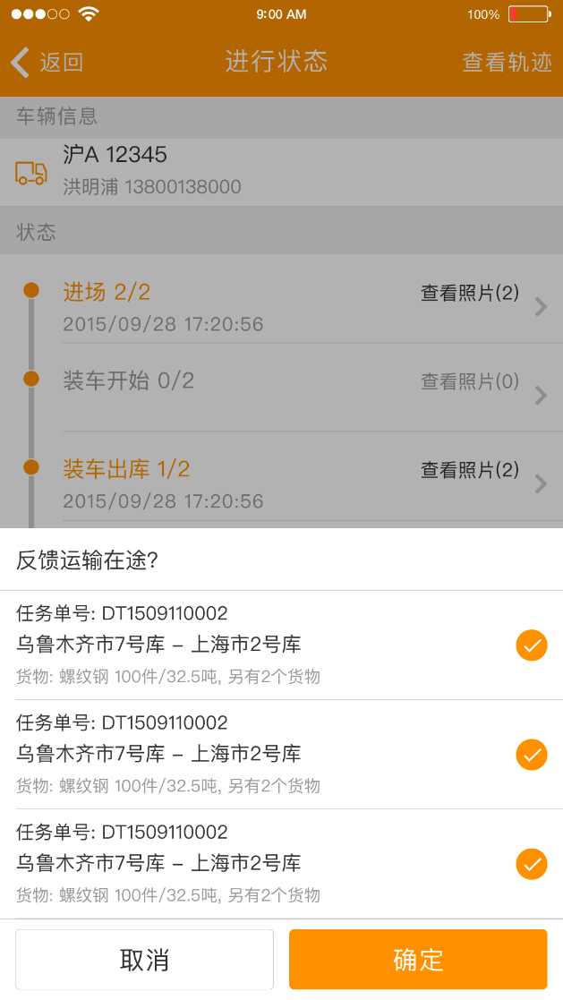 9:00 AM
100%
返回
进行状态
查看轨迹
车辆信息
沪A 12345
洪明浦 13800138000
状态
进场 2/2
查看照片(2)
2015/09/28 17:20:56
装车开始 0/2
查看照片(0)
装车出库 1/2
查看照片(2)
2015/09/28 17:20:56
反馈运输在途?
任务单号: DT1509110002
乌鲁木齐市7号库 – 上海市2号库
货物: 螺纹钢 100件/32.5吨, 另有2个货物
任务单号: DT1509110002
乌鲁木齐市7号库 – 上海市2号库
货物: 螺纹钢 100件/32.5吨, 另有2个货物
任务单号: DT1509110002
乌鲁木齐市7号库 – 上海市2号库
货物: 螺纹钢 100件/32.5吨, 另有2个货物
取消
确定